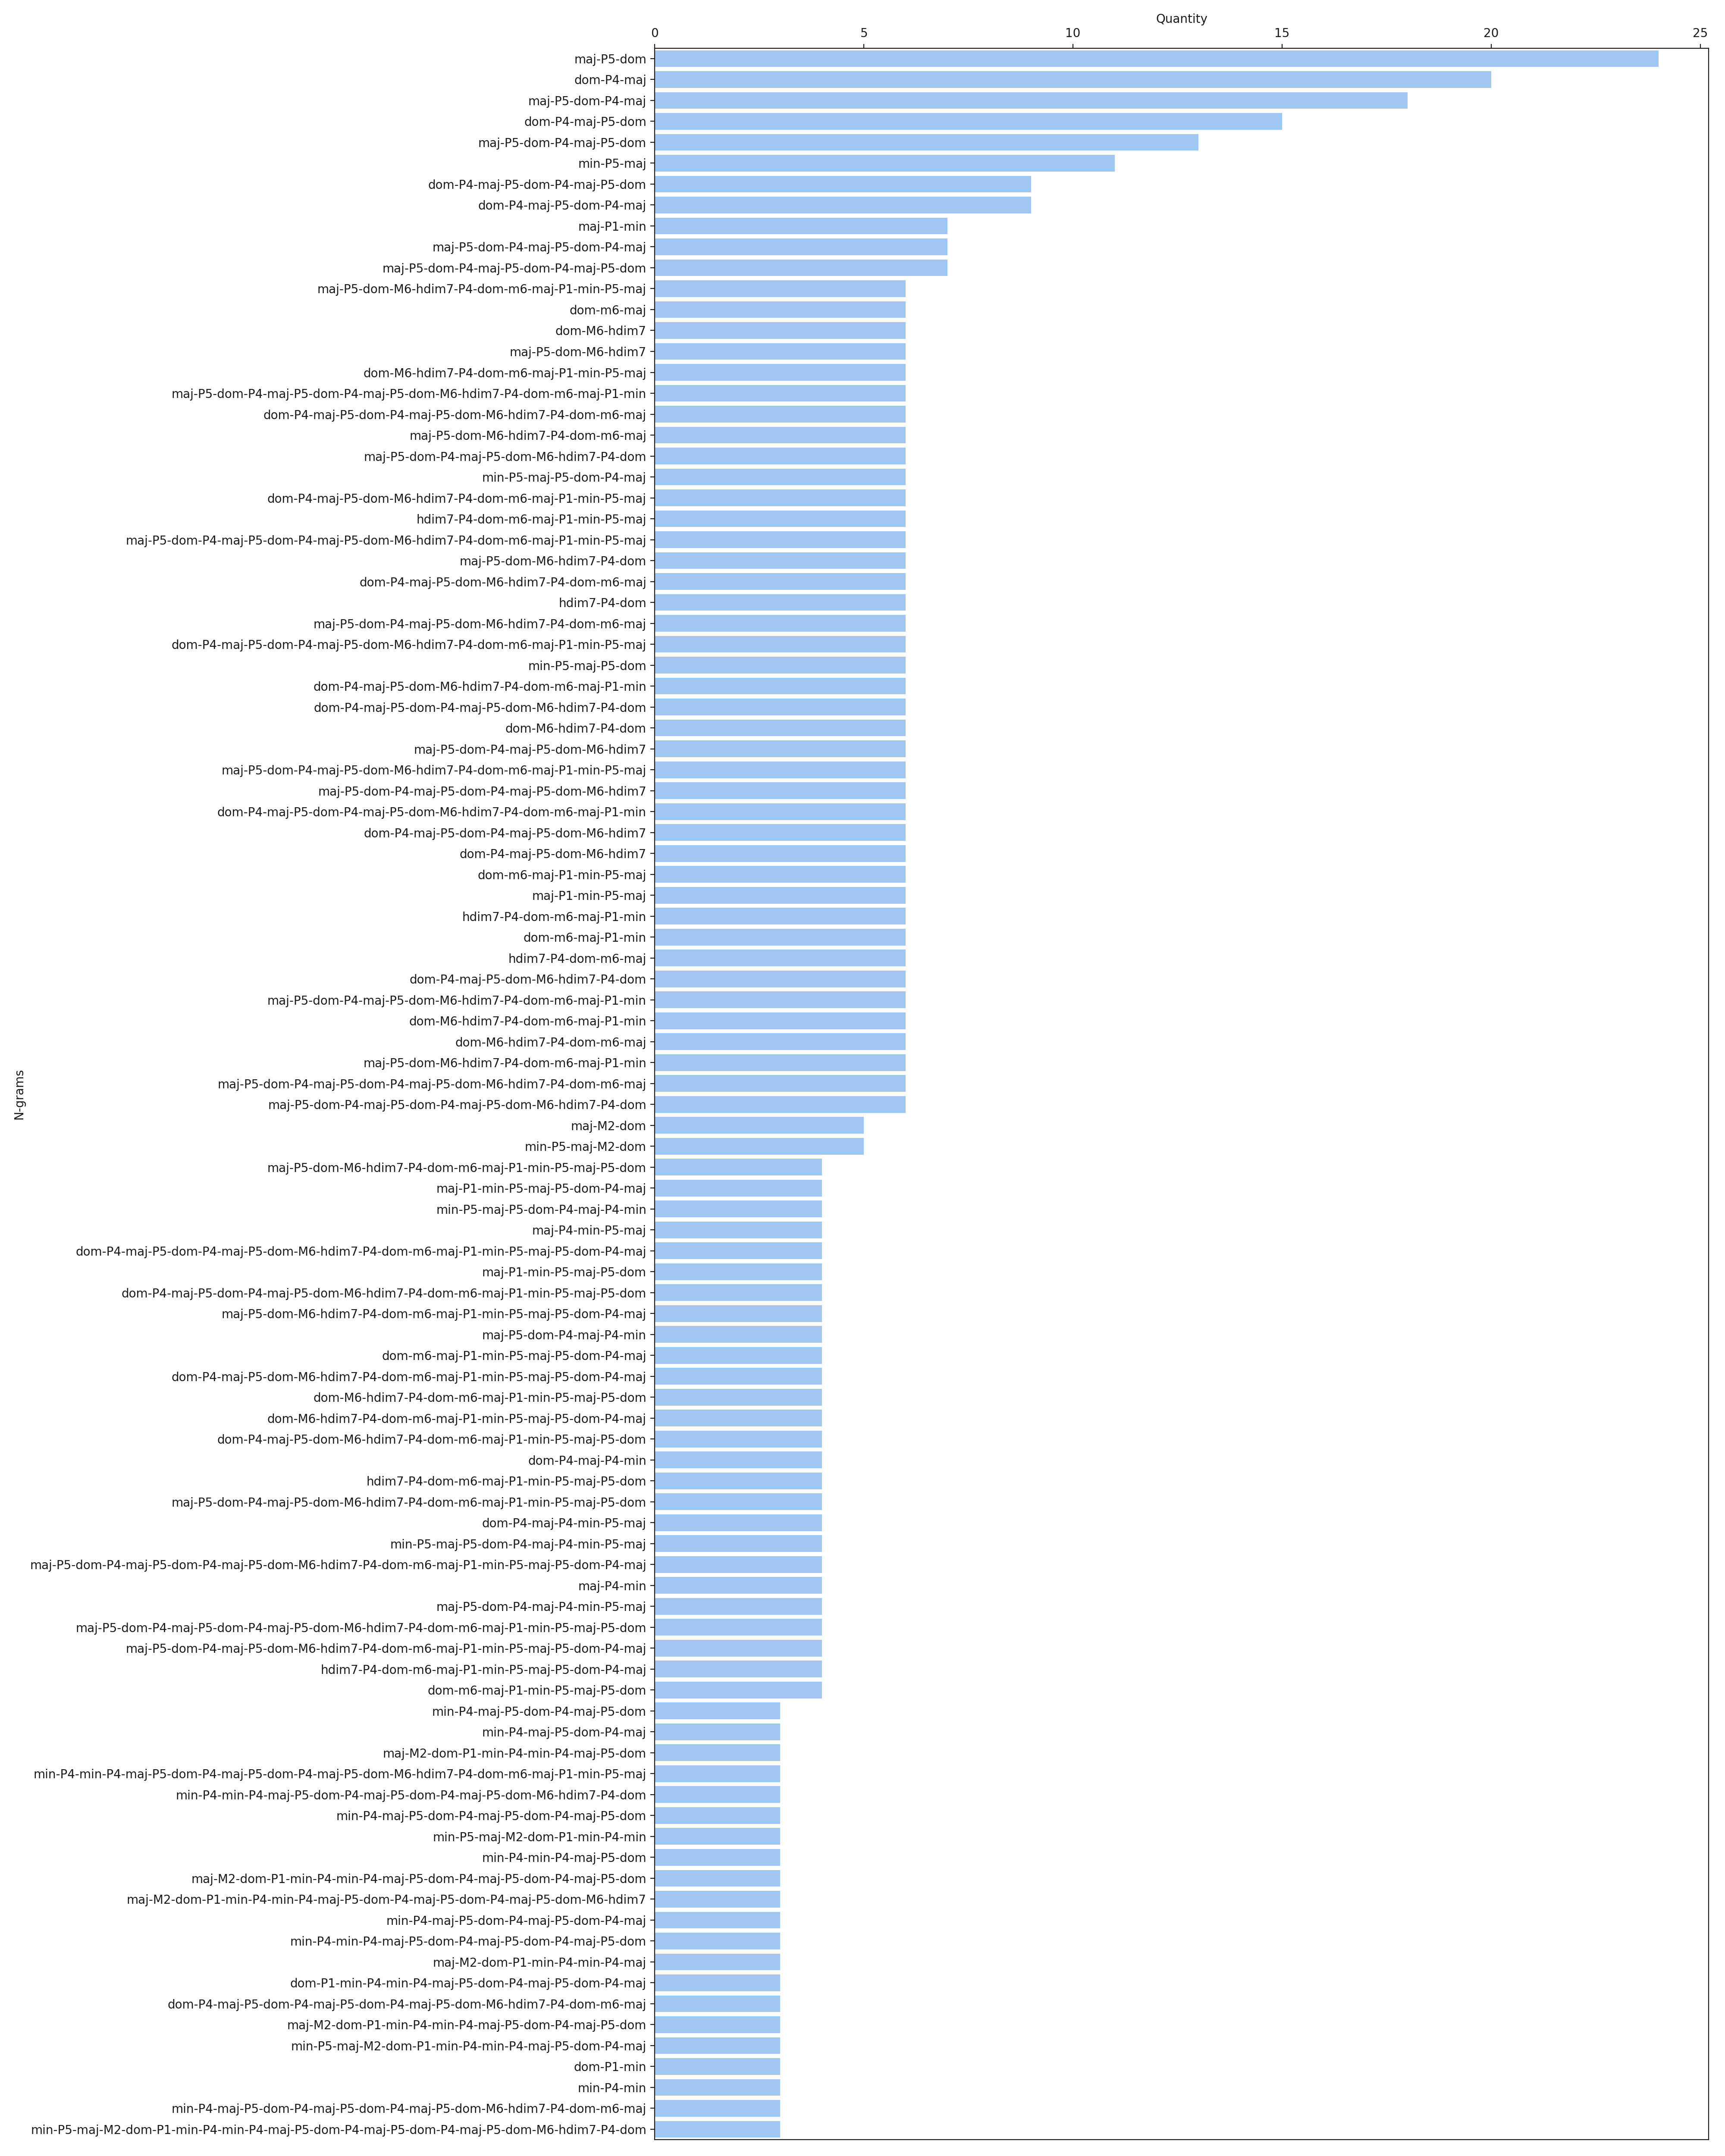 Quantity
0 5 10 15 20 25
maj-P5-dom
dom-P4-maj
maj-P5-dom-P4-maj
dom-P4-maj-P5-dom
maj-P5-dom-P4-maj-P5-dom
min-P5-maj
dom-P4-maj-P5-dom-P4-maj-P5-dom
dom-P4-maj-P5-dom-P4-maj
maj-P1-min
maj-P5-dom-P4-maj-P5-dom-P4-maj
maj-P5-dom-P4-maj-P5-dom-P4-maj-P5-dom
maj-P5-dom-M6-hdim7-P4-dom-m6-maj-P1-min-P5-maj
dom-m6-maj
dom-M6-hdim7
maj-P5-dom-M6-hdim7
dom-M6-hdim7-P4-dom-m6-maj-P1-min-P5-maj
maj-P5-dom-P4-maj-P5-dom-P4-maj-P5-dom-M6-hdim7-P4-dom-m6-maj-P1-min
dom-P4-maj-P5-dom-P4-maj-P5-dom-M6-hdim7-P4-dom-m6-maj
maj-P5-dom-M6-hdim7-P4-dom-m6-maj
maj-P5-dom-P4-maj-P5-dom-M6-hdim7-P4-dom
min-P5-maj-P5-dom-P4-maj
dom-P4-maj-P5-dom-M6-hdim7-P4-dom-m6-maj-P1-min-P5-maj
hdim7-P4-dom-m6-maj-P1-min-P5-maj
maj-P5-dom-P4-maj-P5-dom-P4-maj-P5-dom-M6-hdim7-P4-dom-m6-maj-P1-min-P5-maj
maj-P5-dom-M6-hdim7-P4-dom
dom-P4-maj-P5-dom-M6-hdim7-P4-dom-m6-maj
hdim7-P4-dom
maj-P5-dom-P4-maj-P5-dom-M6-hdim7-P4-dom-m6-maj
dom-P4-maj-P5-dom-P4-maj-P5-dom-M6-hdim7-P4-dom-m6-maj-P1-min-P5-maj
min-P5-maj-P5-dom
dom-P4-maj-P5-dom-M6-hdim7-P4-dom-m6-maj-P1-min
dom-P4-maj-P5-dom-P4-maj-P5-dom-M6-hdim7-P4-dom
dom-M6-hdim7-P4-dom
maj-P5-dom-P4-maj-P5-dom-M6-hdim7
maj-P5-dom-P4-maj-P5-dom-M6-hdim7-P4-dom-m6-maj-P1-min-P5-maj
maj-P5-dom-P4-maj-P5-dom-P4-maj-P5-dom-M6-hdim7
dom-P4-maj-P5-dom-P4-maj-P5-dom-M6-hdim7-P4-dom-m6-maj-P1-min
dom-P4-maj-P5-dom-P4-maj-P5-dom-M6-hdim7
dom-P4-maj-P5-dom-M6-hdim7
dom-m6-maj-P1-min-P5-maj
maj-P1-min-P5-maj
hdim7-P4-dom-m6-maj-P1-min
dom-m6-maj-P1-min
hdim7-P4-dom-m6-maj
dom-P4-maj-P5-dom-M6-hdim7-P4-dom
maj-P5-dom-P4-maj-P5-dom-M6-hdim7-P4-dom-m6-maj-P1-min
dom-M6-hdim7-P4-dom-m6-maj-P1-min
dom-M6-hdim7-P4-dom-m6-maj
maj-P5-dom-M6-hdim7-P4-dom-m6-maj-P1-min
maj-P5-dom-P4-maj-P5-dom-P4-maj-P5-dom-M6-hdim7-P4-dom-m6-maj
maj-P5-dom-P4-maj-P5-dom-P4-maj-P5-dom-M6-hdim7-P4-dom
maj-M2-dom
min-P5-maj-M2-dom
maj-P5-dom-M6-hdim7-P4-dom-m6-maj-P1-min-P5-maj-P5-dom
maj-P1-min-P5-maj-P5-dom-P4-maj
min-P5-maj-P5-dom-P4-maj-P4-min
maj-P4-min-P5-maj
dom-P4-maj-P5-dom-P4-maj-P5-dom-M6-hdim7-P4-dom-m6-maj-P1-min-P5-maj-P5-dom-P4-maj
maj-P1-min-P5-maj-P5-dom
dom-P4-maj-P5-dom-P4-maj-P5-dom-M6-hdim7-P4-dom-m6-maj-P1-min-P5-maj-P5-dom
maj-P5-dom-M6-hdim7-P4-dom-m6-maj-P1-min-P5-maj-P5-dom-P4-maj
maj-P5-dom-P4-maj-P4-min
dom-m6-maj-P1-min-P5-maj-P5-dom-P4-maj
dom-P4-maj-P5-dom-M6-hdim7-P4-dom-m6-maj-P1-min-P5-maj-P5-dom-P4-maj
dom-M6-hdim7-P4-dom-m6-maj-P1-min-P5-maj-P5-dom
dom-M6-hdim7-P4-dom-m6-maj-P1-min-P5-maj-P5-dom-P4-maj
dom-P4-maj-P5-dom-M6-hdim7-P4-dom-m6-maj-P1-min-P5-maj-P5-dom
dom-P4-maj-P4-min
hdim7-P4-dom-m6-maj-P1-min-P5-maj-P5-dom
maj-P5-dom-P4-maj-P5-dom-M6-hdim7-P4-dom-m6-maj-P1-min-P5-maj-P5-dom
dom-P4-maj-P4-min-P5-maj
min-P5-maj-P5-dom-P4-maj-P4-min-P5-maj
maj-P5-dom-P4-maj-P5-dom-P4-maj-P5-dom-M6-hdim7-P4-dom-m6-maj-P1-min-P5-maj-P5-dom-P4-maj
maj-P4-min
maj-P5-dom-P4-maj-P4-min-P5-maj
maj-P5-dom-P4-maj-P5-dom-P4-maj-P5-dom-M6-hdim7-P4-dom-m6-maj-P1-min-P5-maj-P5-dom
maj-P5-dom-P4-maj-P5-dom-M6-hdim7-P4-dom-m6-maj-P1-min-P5-maj-P5-dom-P4-maj
hdim7-P4-dom-m6-maj-P1-min-P5-maj-P5-dom-P4-maj
dom-m6-maj-P1-min-P5-maj-P5-dom
min-P4-maj-P5-dom-P4-maj-P5-dom
min-P4-maj-P5-dom-P4-maj
maj-M2-dom-P1-min-P4-min-P4-maj-P5-dom
min-P4-min-P4-maj-P5-dom-P4-maj-P5-dom-P4-maj-P5-dom-M6-hdim7-P4-dom-m6-maj-P1-min-P5-maj
min-P4-min-P4-maj-P5-dom-P4-maj-P5-dom-P4-maj-P5-dom-M6-hdim7-P4-dom
min-P4-maj-P5-dom-P4-maj-P5-dom-P4-maj-P5-dom
min-P5-maj-M2-dom-P1-min-P4-min
min-P4-min-P4-maj-P5-dom
maj-M2-dom-P1-min-P4-min-P4-maj-P5-dom-P4-maj-P5-dom-P4-maj-P5-dom
maj-M2-dom-P1-min-P4-min-P4-maj-P5-dom-P4-maj-P5-dom-P4-maj-P5-dom-M6-hdim7
min-P4-maj-P5-dom-P4-maj-P5-dom-P4-maj
min-P4-min-P4-maj-P5-dom-P4-maj-P5-dom-P4-maj-P5-dom
maj-M2-dom-P1-min-P4-min-P4-maj
dom-P1-min-P4-min-P4-maj-P5-dom-P4-maj-P5-dom-P4-maj
dom-P4-maj-P5-dom-P4-maj-P5-dom-P4-maj-P5-dom-M6-hdim7-P4-dom-m6-maj
maj-M2-dom-P1-min-P4-min-P4-maj-P5-dom-P4-maj-P5-dom
min-P5-maj-M2-dom-P1-min-P4-min-P4-maj-P5-dom-P4-maj
dom-P1-min
min-P4-min
min-P4-maj-P5-dom-P4-maj-P5-dom-P4-maj-P5-dom-M6-hdim7-P4-dom-m6-maj
min-P5-maj-M2-dom-P1-min-P4-min-P4-maj-P5-dom-P4-maj-P5-dom-P4-maj-P5-dom-M6-hdim7-P4-dom
N-grams